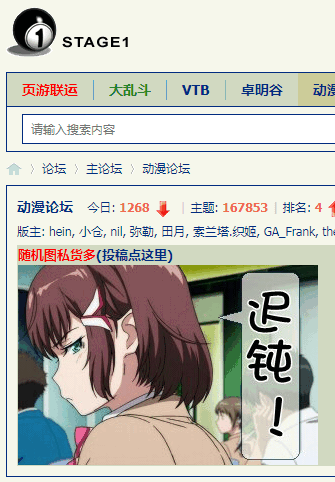 1 STAGE1
页游联运 大乱斗 VTB 卓明谷 动漫
请输入搜索内容
论坛 主论坛 动漫论坛
动漫论坛 今日: 1268 主题: 167853 排名: 4
版主: hein, 小仓, nil, 弥勒, 田月, 索兰塔.织姬, GA_Frank, the
随机图私货多(投稿点这里)
迟钝！